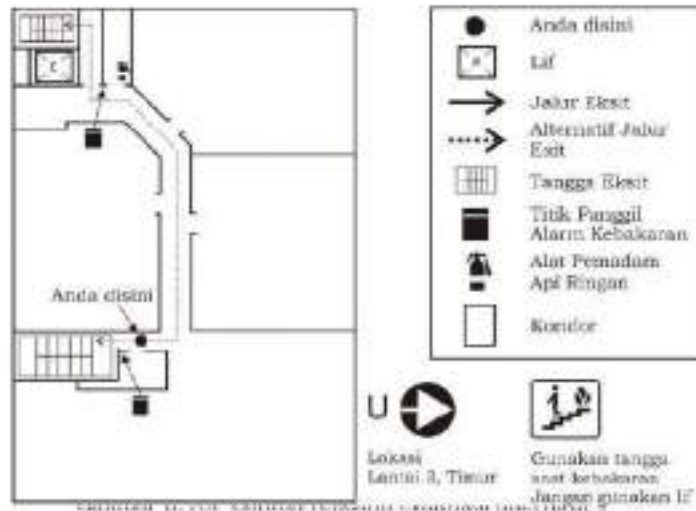 Anda disini
Lif
Jalur Eksit
Alternatif Jalur
Exit
Tangga Eksit
Titik Panggil
Alarm Kebakaran
Alat Pemadam
Api Ringan
Koridor
Anda disini
U
Lokasi
Lantai 3, Timur
Gunakan tangga
saat kebakaran
Jangan gunakan lif